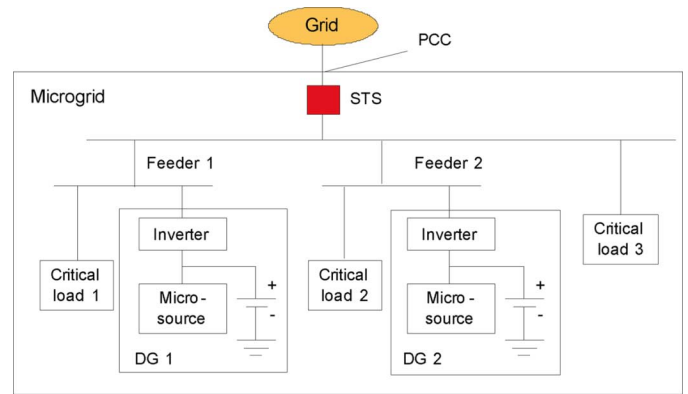 Grid
PCC
Microgrid
STS
Feeder 1
Feeder 2
Inverter
Inverter
Critical
load 3
Critical
load 1
Micro-
source
+
-
Critical
load 2
Micro-
source
+
-
DG 1
DG 2